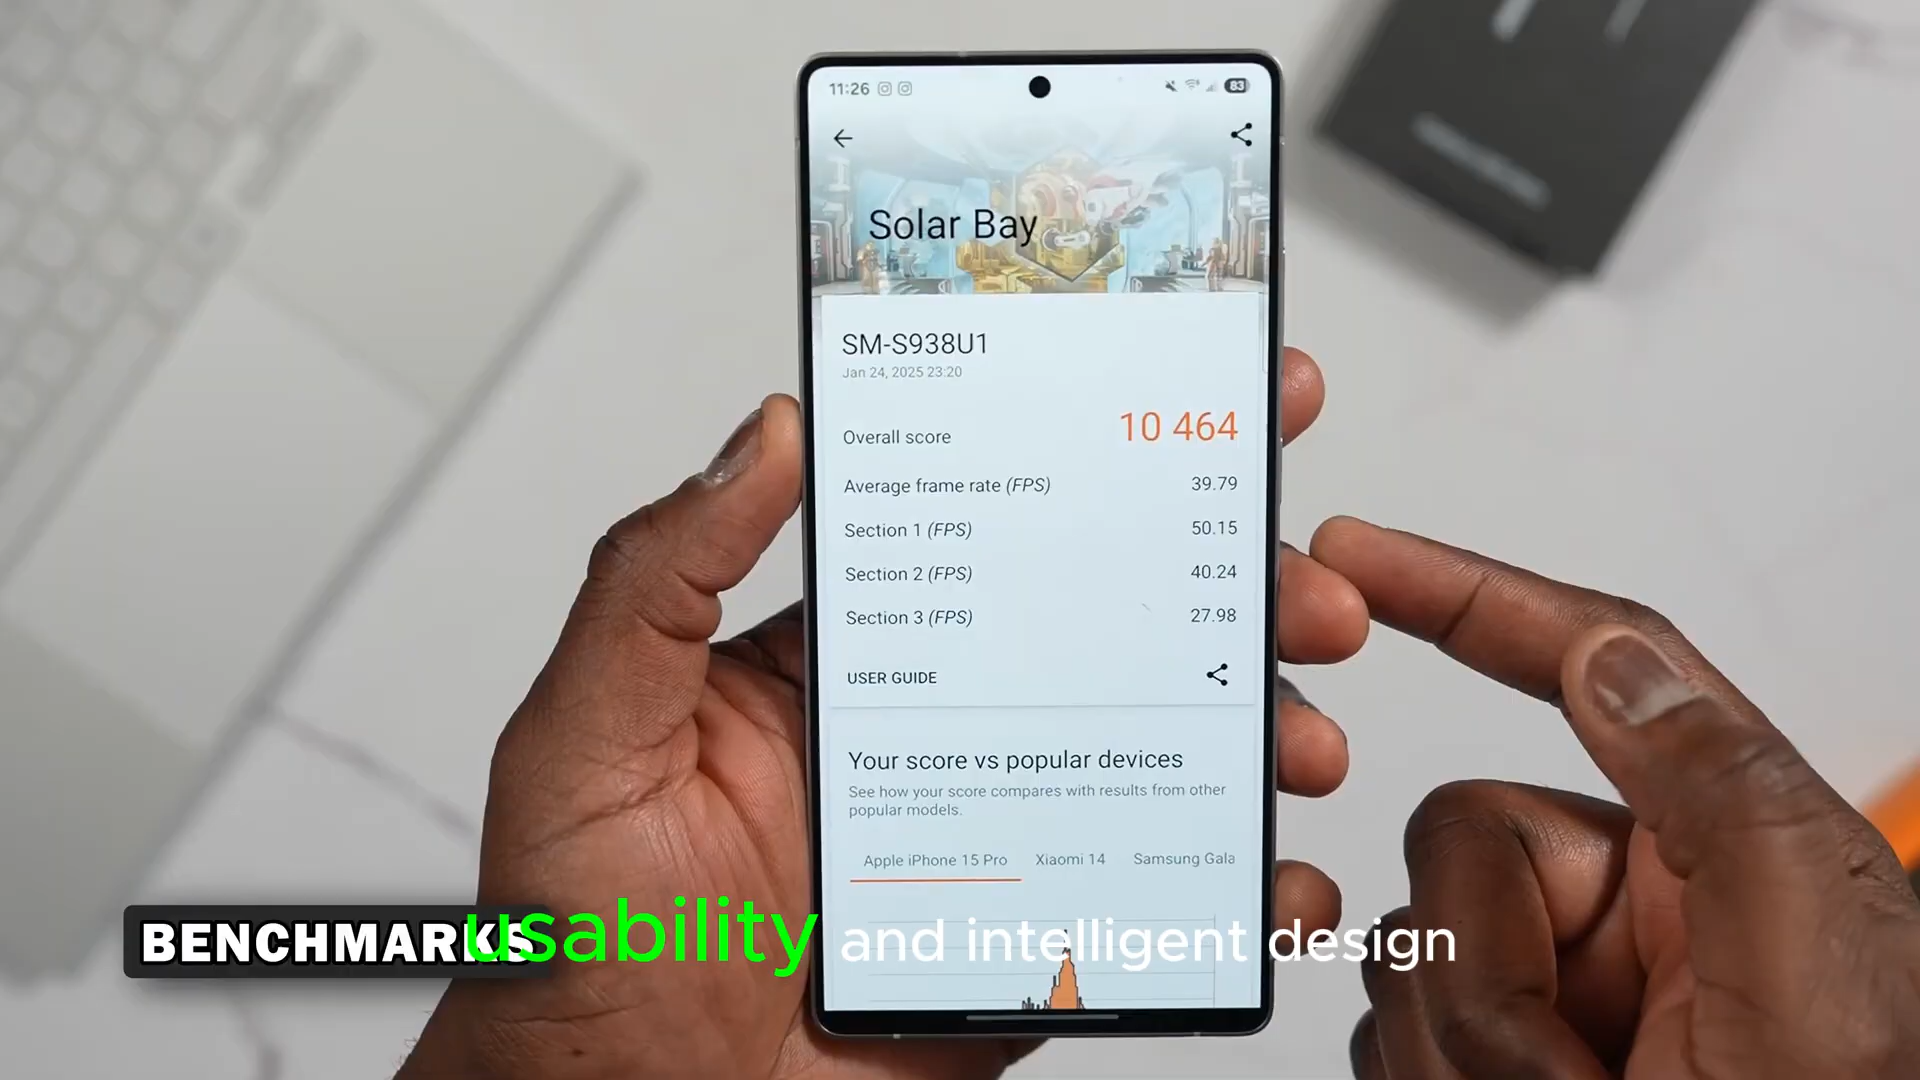 11:26
83
Solar Bay
SM-S938U1
Jan 24, 2025 23:20
Overall score 10 464
Average frame rate (FPS) 39.79
Section 1 (FPS) 50.15
Section 2 (FPS) 40.24
Section 3 (FPS) 27.98
USER GUIDE
Your score vs popular devices
See how your score compares with results from other
popular models.
Apple iPhone 15 Pro Xiaomi 14 Samsung Gala
BENCHMARKS
usability and intelligent design